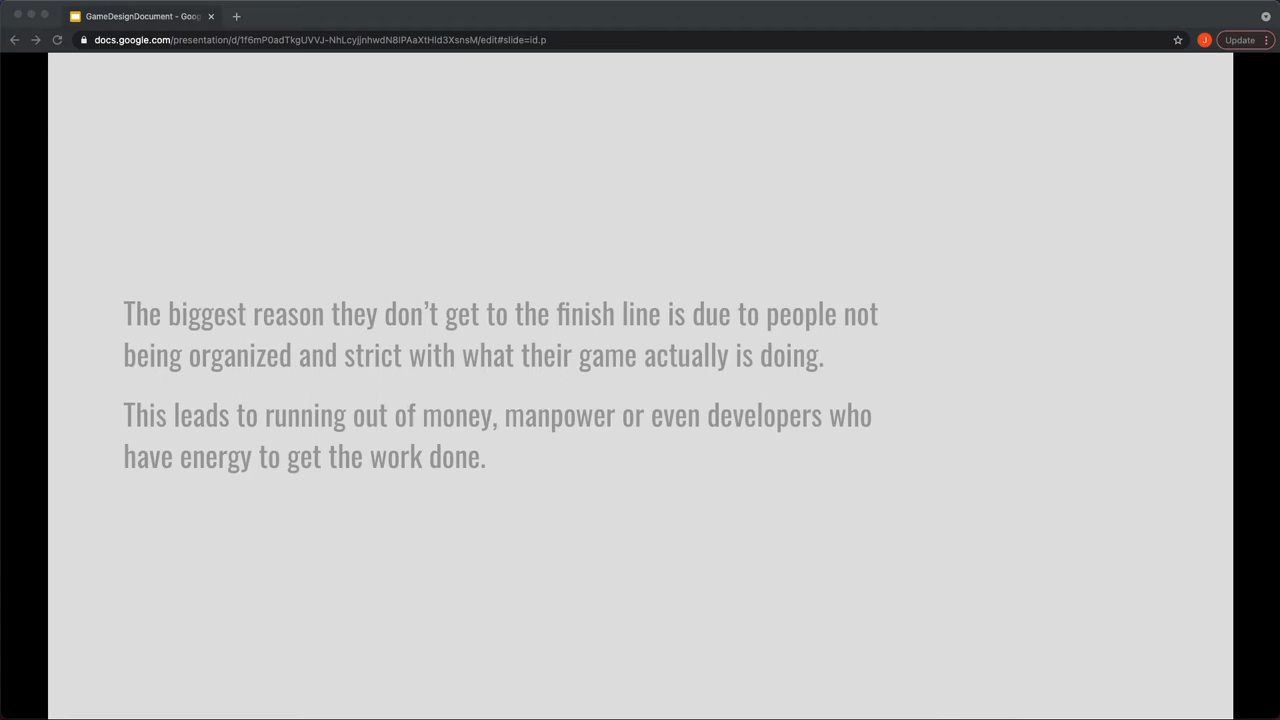 GameDesignDocument - Goog
docs.google.com/presentation/d/1f6mP0adTkgUVVJ-NhLcyjjnhwdN8IPAaXtHld3XsnsM/edit#slide=id.p
J
Update
The biggest reason they don’t get to the finish line is due to people not
being organized and strict with what their game actually is doing.
This leads to running out of money, manpower or even developers who
have energy to get the work done.